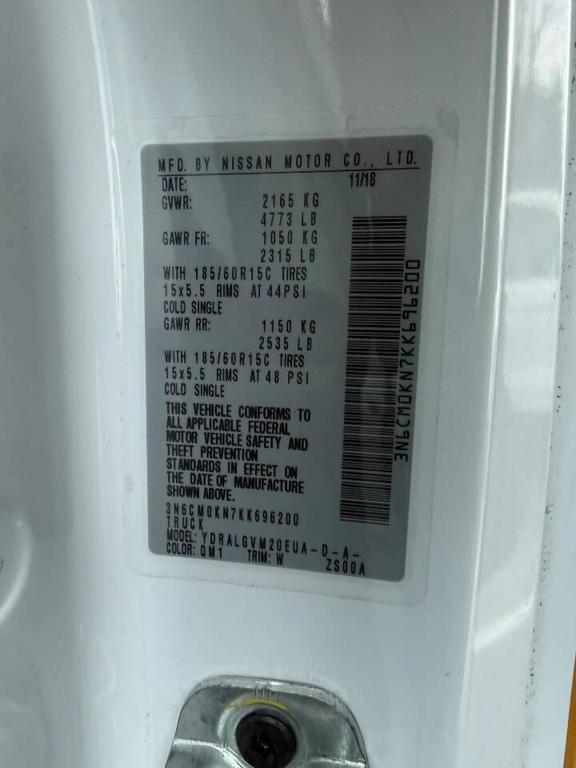 MFD. BY NISSAN MOTOR CO., LTD.
DATE: 11/18
GVWR: 2165 KG
4773 LB
GAWR FR: 1050 KG
2315 LB
WITH 185/60R15C TIRES
15x5.5 RIMS AT 44PSI
COLD SINGLE
GAWR RR: 1150 KG
2535 LB
WITH 185/60R15C TIRES
15x5.5 RIMS AT 48 PSI
COLD SINGLE
THIS VEHICLE CONFORMS TO
ALL APPLICABLE FEDERAL
MOTOR VEHICLE SAFETY AND
THEFT PREVENTION
STANDARDS IN EFFECT ON
THE DATE OF MANUFACTURE
SHOWN ABOVE.
3N6CM0KN7KK696200
TRUCK
MODEL: YDRALGVM20EUA-D-A-
COLOR: QM1 TRIM: W ZS00A
3N6CM0KN7KK696200